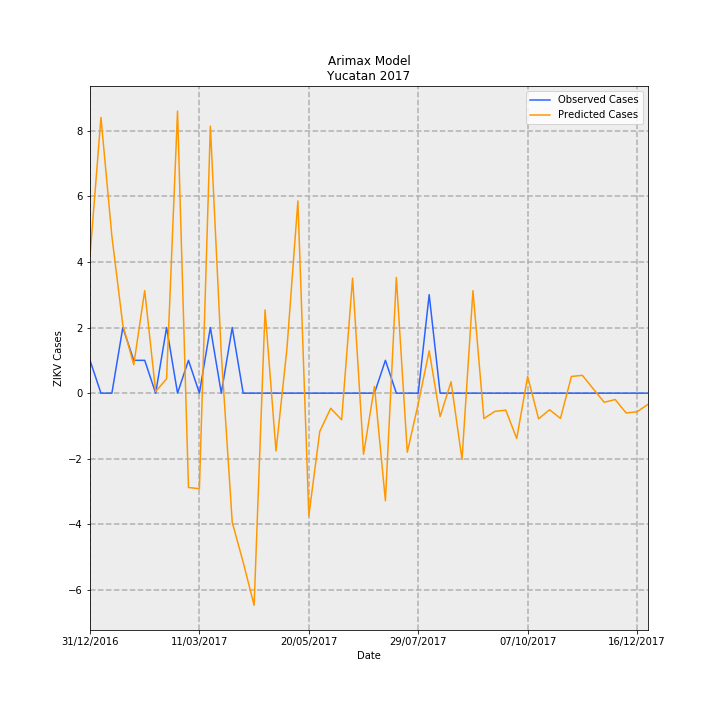 Arimax Model
Yucatan 2017
Observed Cases
Predicted Cases
ZIKV Cases
8
6
4
2
0
−2
−4
−6
31/12/2016
11/03/2017
20/05/2017
29/07/2017
07/10/2017
16/12/2017
Date